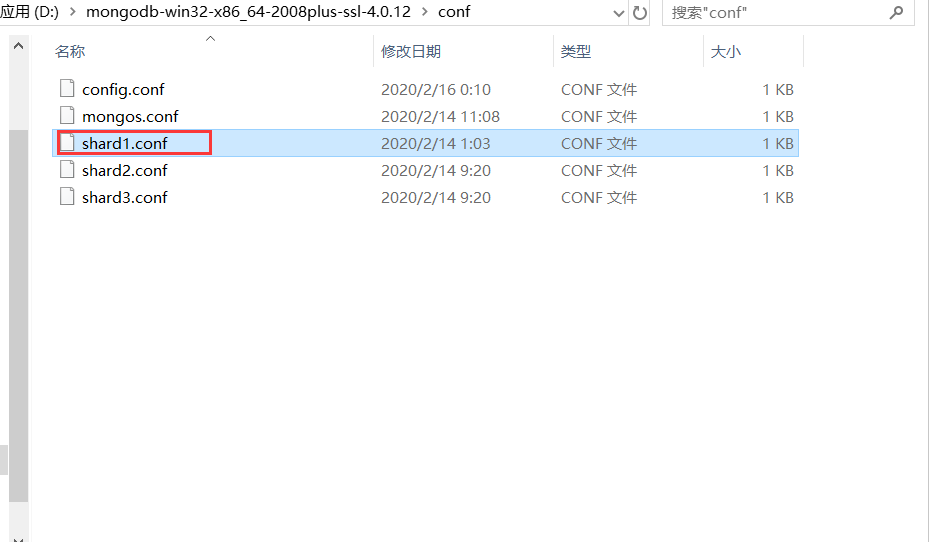 应用 (D:) > mongodb-win32-x86_64-2008plus-ssl-4.0.12 > conf 搜索"conf"
名称 修改日期 类型 大小
config.conf 2020/2/16 0:10 CONF 文件 1 KB
mongos.conf 2020/2/14 11:08 CONF 文件 1 KB
shard1.conf 2020/2/14 1:03 CONF 文件 1 KB
shard2.conf 2020/2/14 9:20 CONF 文件 1 KB
shard3.conf 2020/2/14 9:20 CONF 文件 1 KB